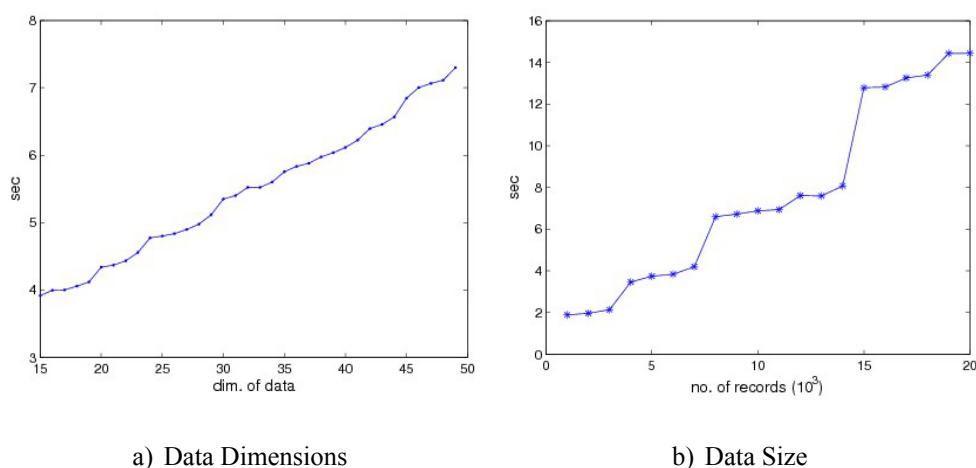 8
7
6
5
4
3
sec
15 20 25 30 35 40 45 50
dim. of data
16
14
12
10
8
6
4
2
0
sec
0 5 10 15 20
no. of records (10³)
a) Data Dimensions
b) Data Size